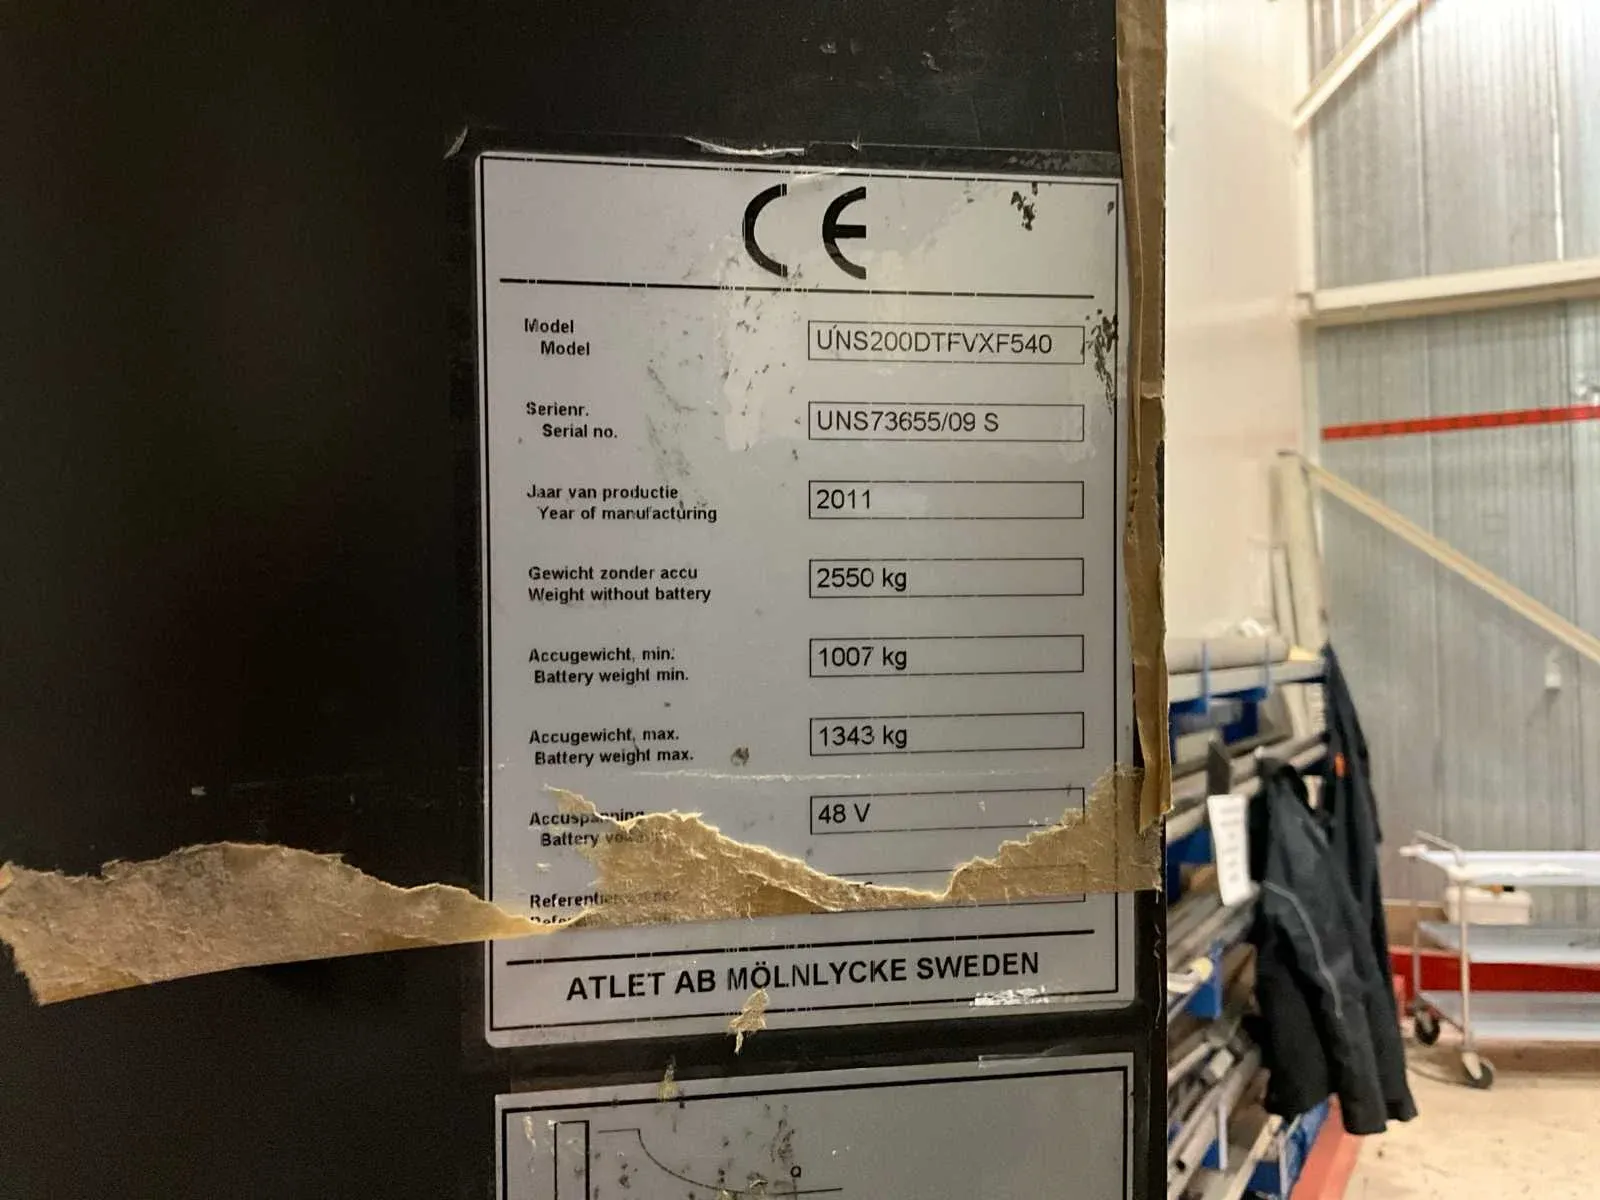 CE
Model
Model
UNS200DTFVXF540
Serienr.
Serial no.
UNS73655/09 S
Jaar van productie
Year of manufacturing
2011
Gewicht zonder accu
Weight without battery
2550 kg
Accugewicht, min.
Battery weight min.
1007 kg
Accugewicht, max.
Battery weight max.
1343 kg
Accuspanning
Battery
48 V
ATLET AB MÖLNLYCKE SWEDEN
Q